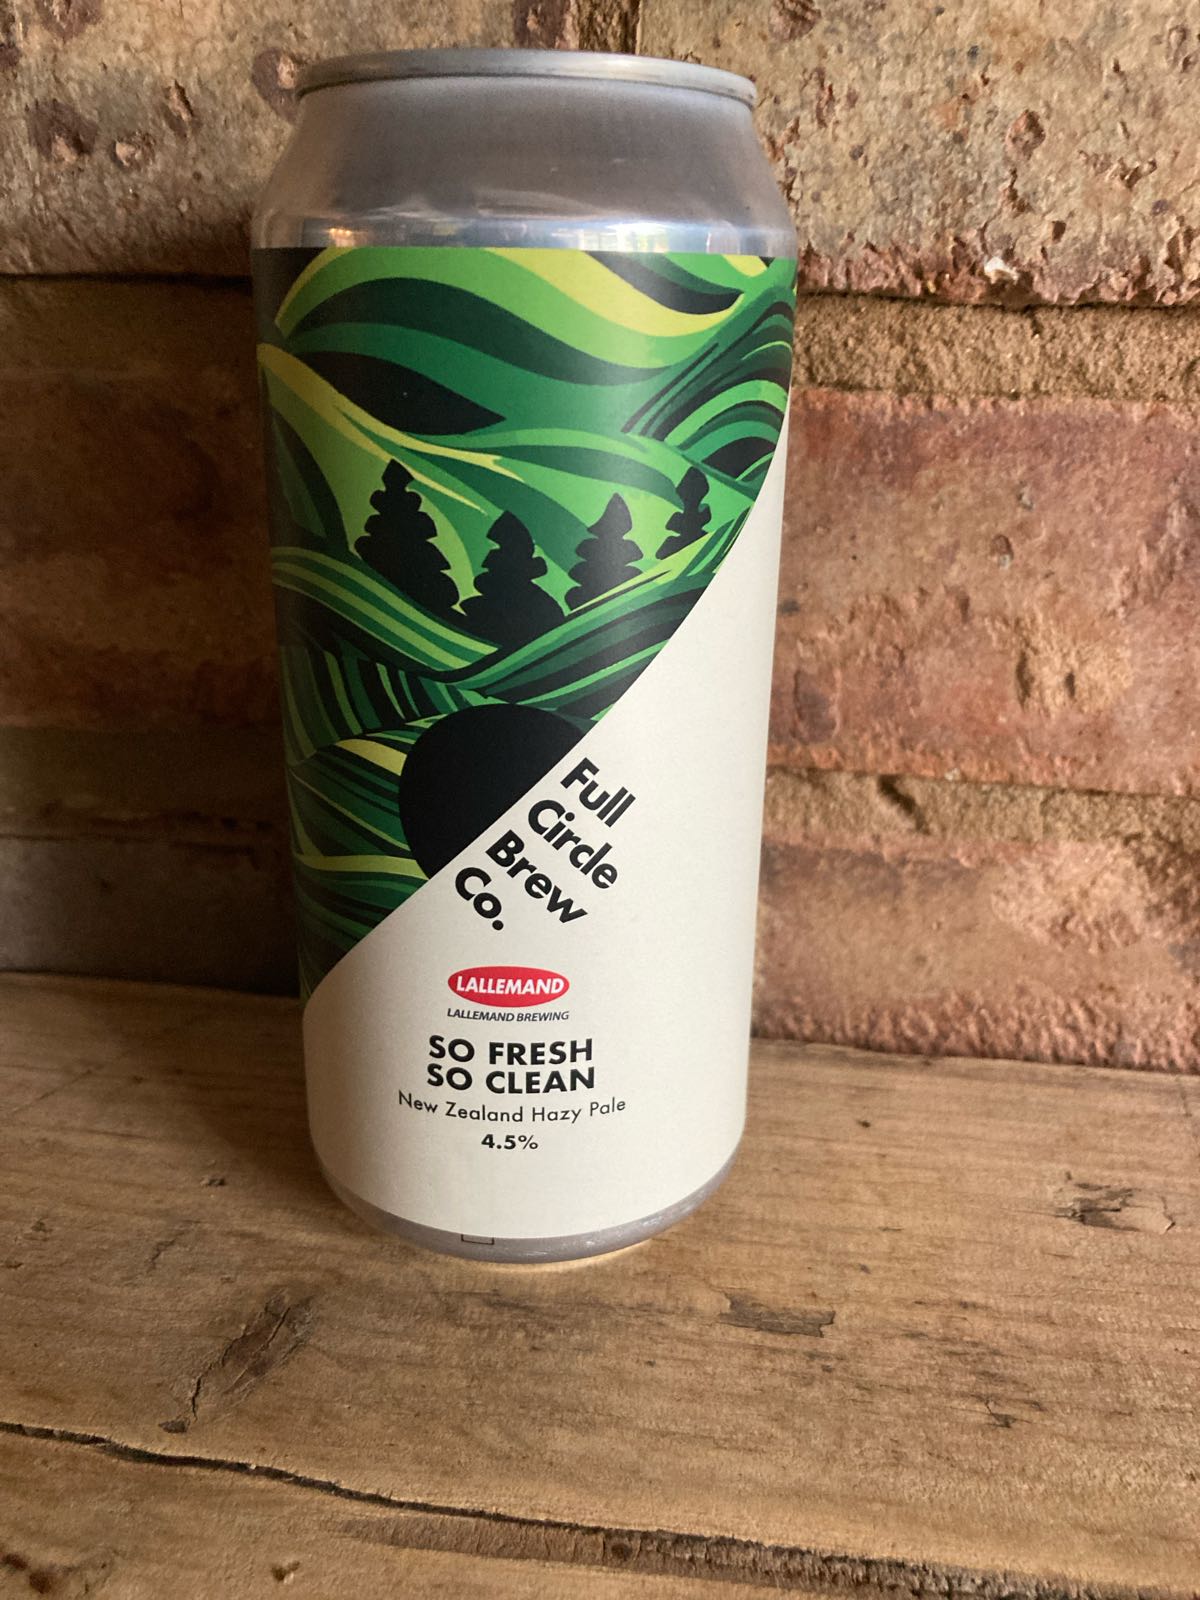 Full
Circle
Brew
Co.
LALLEMAND
LALLEMAND BREWING
SO FRESH
SO CLEAN
New Zealand Hazy Pale
4.5%